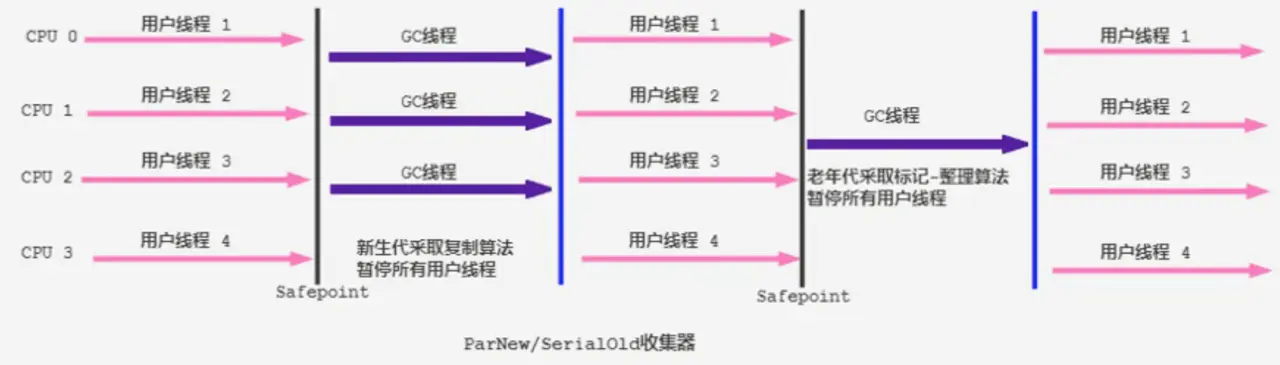 CPU 0
用户线程 1
GC线程
用户线程 1
用户线程 1
CPU 1
用户线程 2
GC线程
用户线程 2
GC线程
用户线程 2
CPU 2
用户线程 3
GC线程
用户线程 3
老年代采取标记-整理算法
暂停所有用户线程
用户线程 3
CPU 3
用户线程 4
新生代采取复制算法
暂停所有用户线程
用户线程 4
用户线程 4
Safepoint
Safepoint
ParNew/SerialOld收集器